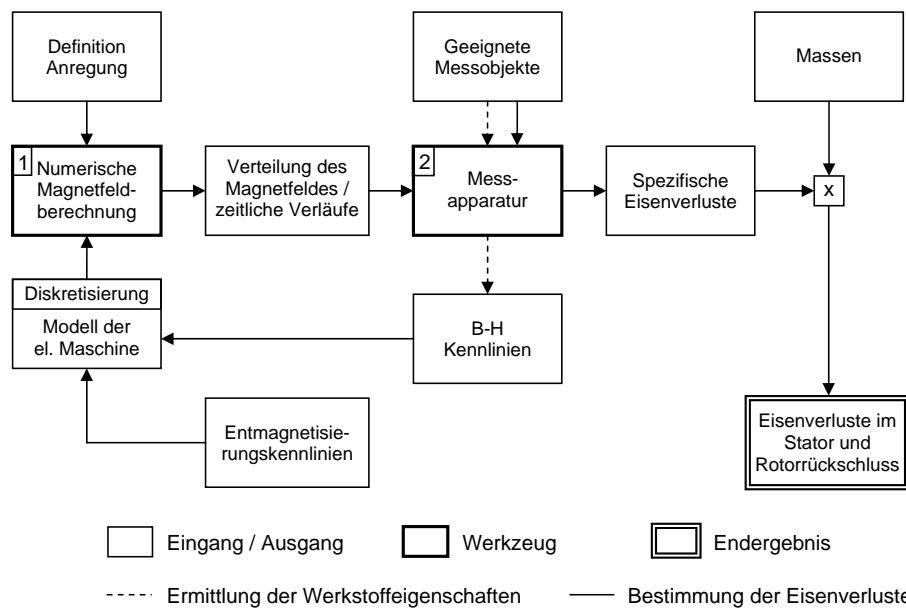 Definition
Anregung
Geeignete
Messobjekte
Massen
1
Numerische
Magnetfeld-
berechnung
Verteilung des
Magnetfeldes /
zeitliche Verläufe
2
Mess-
apparatur
Spezifische
Eisenverluste
x
Diskretisierung
Modell der
el. Maschine
B-H
Kennlinien
Entmagnetisie-
rungskennlinien
Eisenverluste im
Stator und
Rotorrückschluss
Eingang / Ausgang
Werkzeug
Endergebnis
Ermittlung der Werkstoffeigenschaften
Bestimmung der Eisenverluste